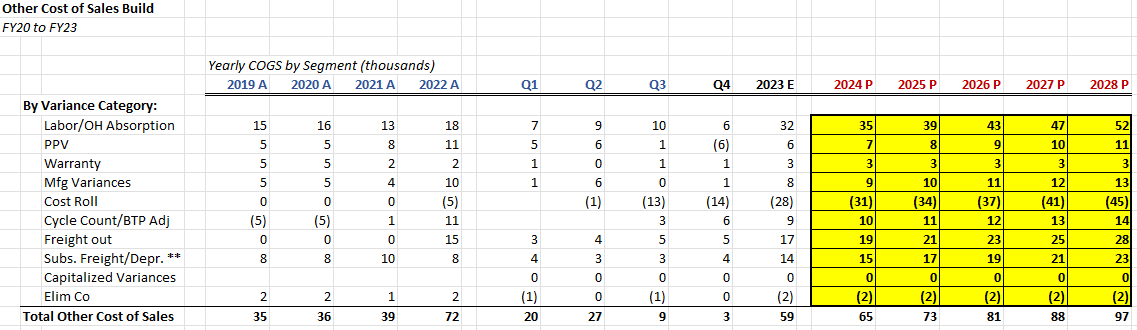 Other Cost of Sales Build
FY20 to FY23
Yearly COGS by Segment (thousands)
2019 A 2020 A 2021 A 2022 A Q1 Q2 Q3 Q4 2023 E 2024 P 2025 P 2026 P 2027 P 2028 P
By Variance Category:
Labor/OH Absorption 15 16 13 18 7 9 10 6 32 35 39 43 47 52
PPV 5 5 8 11 5 6 1 (6) 6 7 8 9 10 11
Warranty 5 5 2 2 1 0 1 1 3 3 3 3 3 3
Mfg Variances 5 5 4 10 1 6 0 1 8 9 10 11 12 13
Cost Roll 0 0 0 (5) (1) (13) (14) (28) (31) (34) (37) (41) (45)
Cycle Count/BTP Adj (5) (5) 1 11 3 6 9 10 11 12 13 14
Freight out 0 0 0 15 3 4 5 5 17 19 21 23 25 28
Subs. Freight/Depr. ** 8 8 10 8 4 3 3 4 14 15 17 19 21 23
Capitalized Variances 0 0 0 0 0 0 0 0 0 0
Elim Co 2 2 1 2 (1) 0 (1) 0 (2) (2) (2) (2) (2) (2)
Total Other Cost of Sales 35 36 39 72 20 27 9 3 59 65 73 81 88 97